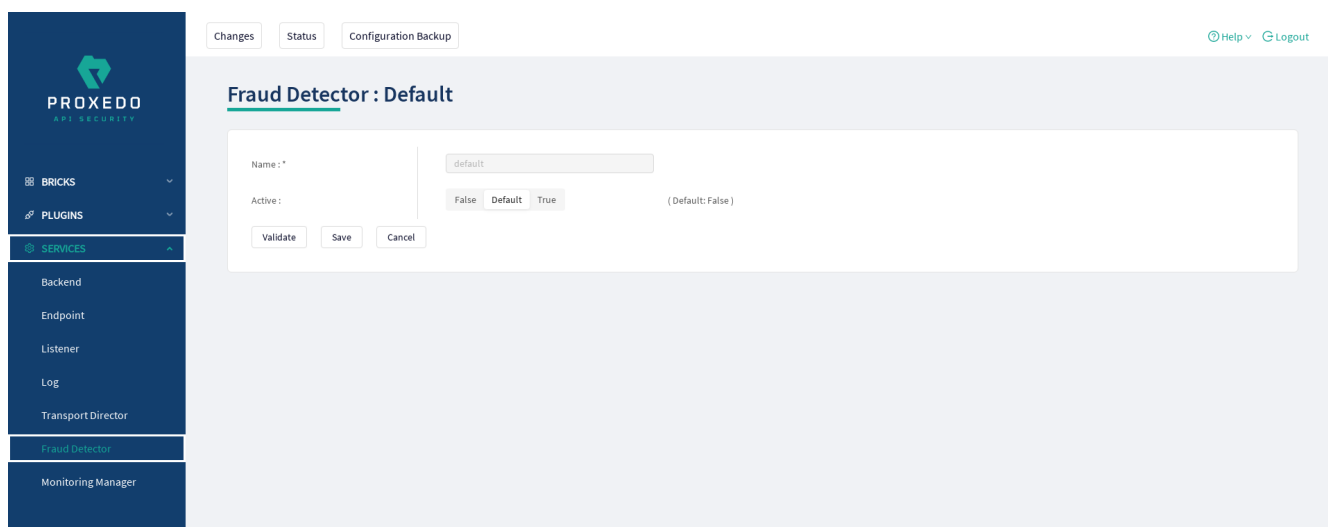 Changes Status Configuration Backup Help Logout
PROXEDO
API SECURITY
BRICKS
PLUGINS
SERVICES
Backend
Endpoint
Listener
Log
Transport Director
Fraud Detector
Monitoring Manager
Fraud Detector : Default
Name : * default
Active : False Default True ( Default: False )
Validate Save Cancel